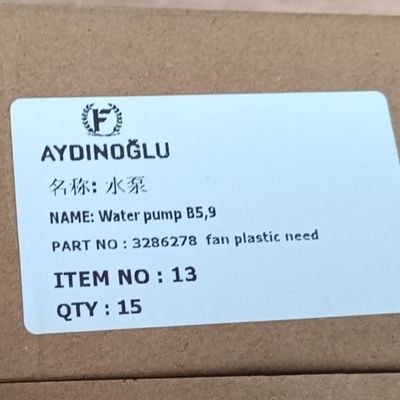 F
AYDINOĞLU
名称: 水泵
NAME: Water pump B5,9
PART NO : 3286278 fan plastic need
ITEM NO : 13
QTY : 15